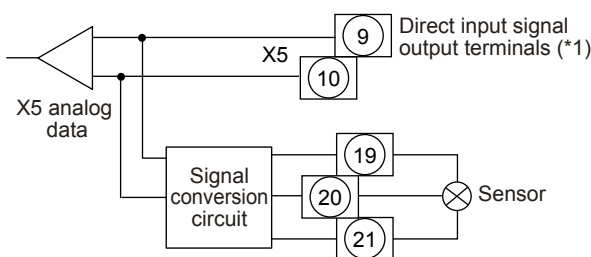 9
Direct input signal
output terminals (*1)
X5
10
X5 analog
data
Signal
conversion
circuit
19
20
21
Sensor